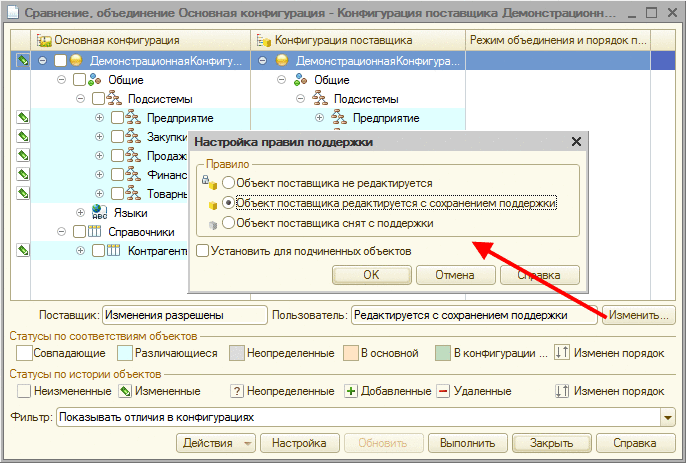 Сравнение, объединение Основная конфигурация - Конфигурация поставщика Демонстрационн...
Основная конфигурация
Конфигурация поставщика
Режим объединения и порядок п...
ДемонстрационнаяКонфигу...
ДемонстрационнаяКонфигура...
Общие
Общие
Подсистемы
Подсистемы
Предприятие
Предприятие
Закупки
Продаж
Финанс
Товарны
ABC Языки
Справочники
Контрагенты
Настройка правил поддержки
Правило
Объект поставщика не редактируется
Объект поставщика редактируется с сохранением поддержки
Объект поставщика снят с поддержки
Установить для подчиненных объектов
OK
Отмена
Справка
Поставщик: Изменения разрешены
Пользователь: Редактируется с сохранением поддержки
Изменить...
Статусы по соответствиям объектов
Совпадающие
Различающиеся
Неопределенные
В основной
В конфигурации ...
Изменен порядок
Статусы по истории объектов
Неизмененные
Измененные
? Неопределенные
Добавленные
Удаленные
Изменен порядок
Фильтр: Показывать отличия в конфигурациях
Действия
Настройка
Обновить
Выполнить
Закрыть
Справка